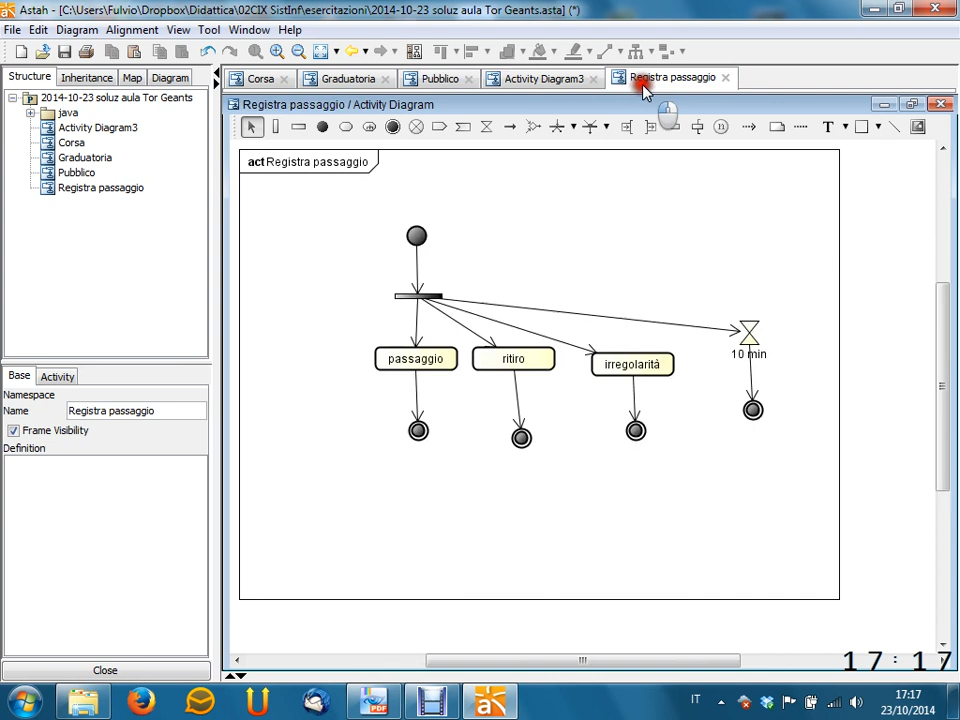 Astah - [C:\Users\Fulvio\Dropbox\Didattica\02CIX SistInf\esercitazioni\2014-10-23 soluz aula Tor Geants.asta] (*)
File Edit Diagram Alignment View Tool Window Help
Structure Inheritance Map Diagram
Corsa Graduatoria Pubblico Activity Diagram3 Registra passaggio
2014-10-23 soluz aula Tor Geants
java
Activity Diagram3
Corsa
Graduatoria
Pubblico
Registra passaggio
Registra passaggio / Activity Diagram
T
act Registra passaggio
passaggio
ritiro
irregolarità
10 min
Base Activity
Namespace
Name Registra passaggio
Frame Visibility
Definition
Close
17:17
PDF
IT
17:17
23/10/2014